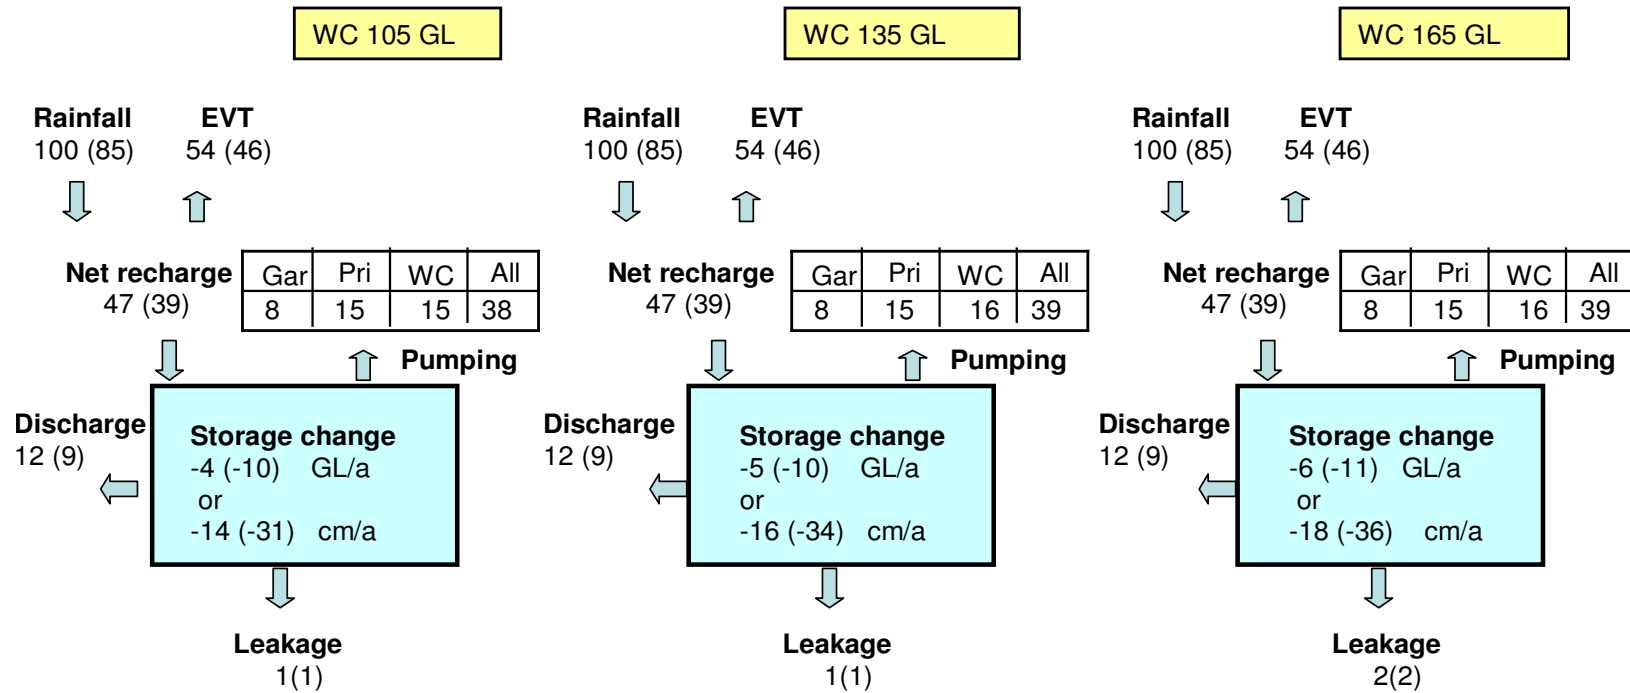 WC 105 GL
Rainfall EVT
100 (85) 54 (46)
Net recharge
47 (39)
Gar Pri WC All
8 15 15 38
Pumping
Discharge
12 (9)
Storage change
-4 (-10) GL/a
or
-14 (-31) cm/a
Leakage
1(1)
WC 135 GL
Rainfall EVT
100 (85) 54 (46)
Net recharge
47 (39)
Gar Pri WC All
8 15 16 39
Pumping
Discharge
12 (9)
Storage change
-5 (-10) GL/a
or
-16 (-34) cm/a
Leakage
1(1)
WC 165 GL
Rainfall EVT
100 (85) 54 (46)
Net recharge
47 (39)
Gar Pri WC All
8 15 16 39
Pumping
Discharge
12 (9)
Storage change
-6 (-11) GL/a
or
-18 (-36) cm/a
Leakage
2(2)